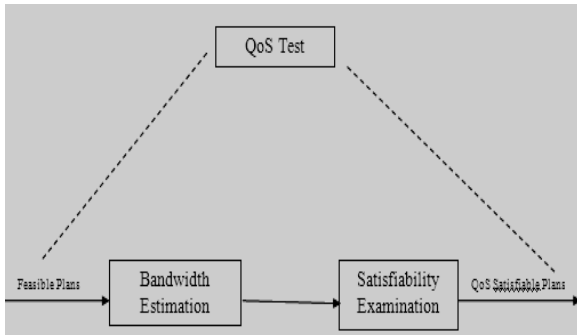 QoS Test
Feasible Plans
Bandwidth
Estimation
Satisfiability
Examination
QoS Satisfiable Plans